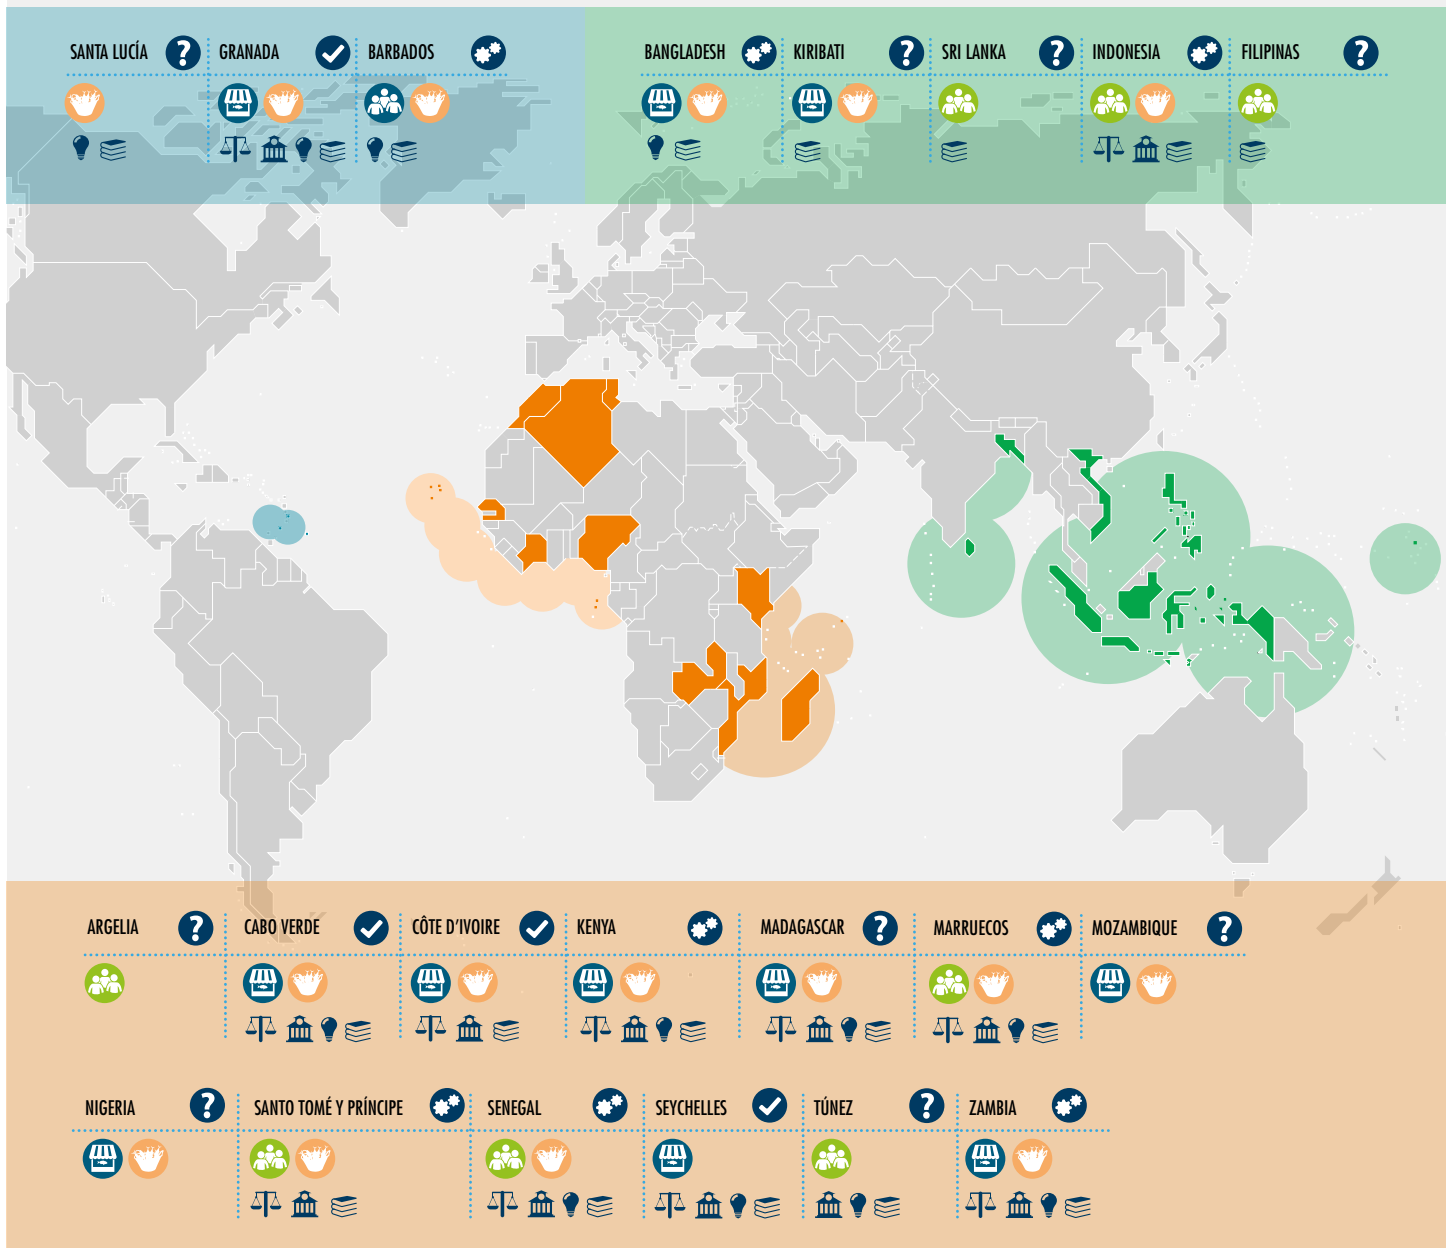 SANTA LUCÍA ? GRANADA BARBADOS
BANGLADESH KIRIBATI ? SRI LANKA ? INDONESIA FILIPINAS ?
ARGELIA ? CABO VERDE CÔTE D'IVOIRE KENYA MADAGASCAR ? MARRUECOS MOZAMBIQUE ?
NIGERIA ? SANTO TOMÉ Y PRÍNCIPE SENEGAL SEYCHELLES TÚNEZ ? ZAMBIA